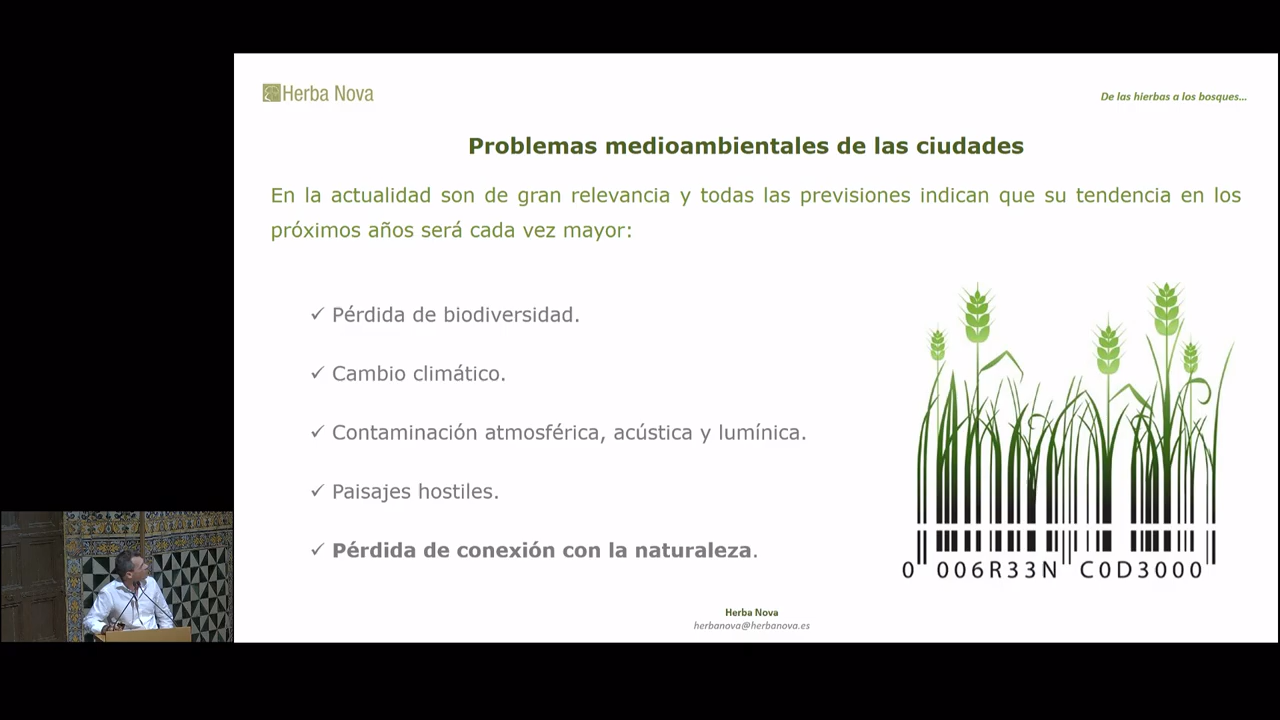 Herba Nova
De las hierbas a los bosques...
Problemas medioambientales de las ciudades
En la actualidad son de gran relevancia y todas las previsiones indican que su tendencia en los
próximos años será cada vez mayor:
✓ Pérdida de biodiversidad.
✓ Cambio climático.
✓ Contaminación atmosférica, acústica y lumínica.
✓ Paisajes hostiles.
✓ Pérdida de conexión con la naturaleza.
0 006R33N C0D3000
Herba Nova
herbanova@herbanova.es